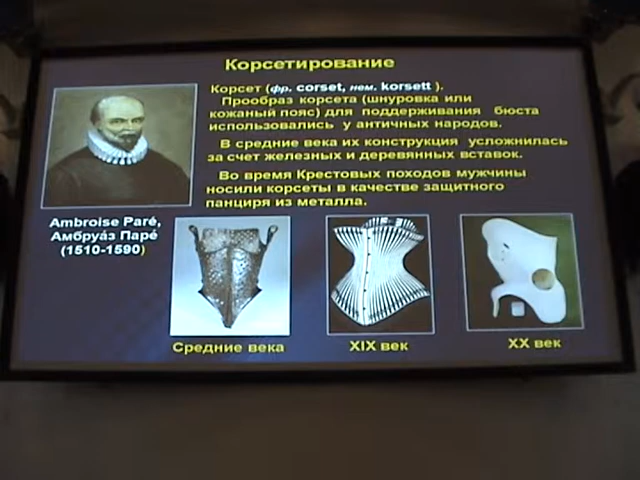 Корсетирование
Корсет (фр. corset, нем. korsett ).
Прообраз корсета (шнуровка или
кожаный пояс) для поддерживания бюста
использовались у античных народов.
В средние века их конструкция усложнилась
за счет железных и деревянных вставок.
Во время Крестовых походов мужчины
носили корсеты в качестве защитного
панциря из металла.
Ambroise Paré,
Амбруáз Парé
(1510-1590)
Средние века
XIX век
XX век